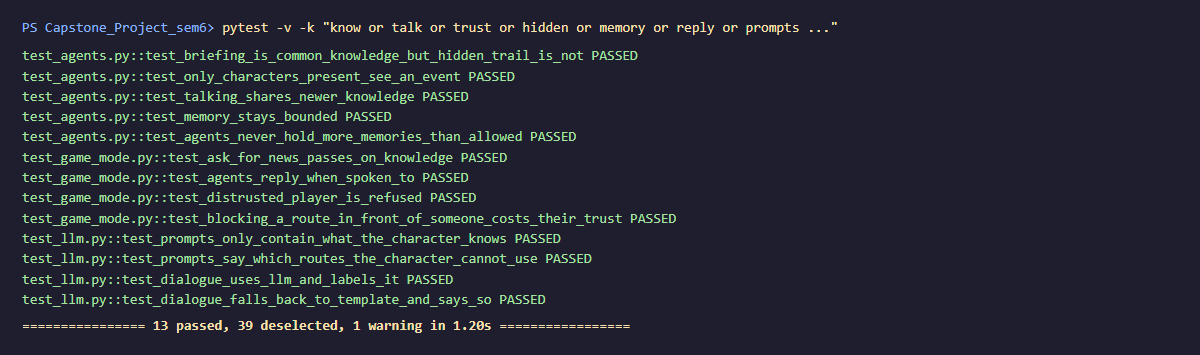 PS Capstone_Project_sem6> pytest -v -k "know or talk or trust or hidden or memory or reply or prompts ..."
test_agents.py::test_briefing_is_common_knowledge_but_hidden_trail_is_not PASSED
test_agents.py::test_only_characters_present_see_an_event PASSED
test_agents.py::test_talking_shares_newer_knowledge PASSED
test_agents.py::test_memory_stays_bounded PASSED
test_agents.py::test_agents_never_hold_more_memories_than_allowed PASSED
test_game_mode.py::test_ask_for_news_passes_on_knowledge PASSED
test_game_mode.py::test_agents_reply_when_spoken_to PASSED
test_game_mode.py::test_distrusted_player_is_refused PASSED
test_game_mode.py::test_blocking_a_route_in_front_of_someone_costs_their_trust PASSED
test_llm.py::test_prompts_only_contain_what_the_character_knows PASSED
test_llm.py::test_prompts_say_which_routes_the_character_cannot_use PASSED
test_llm.py::test_dialogue_uses_llm_and_labels_it PASSED
test_llm.py::test_dialogue_falls_back_to_template_and_says_so PASSED
================ 13 passed, 39 deselected, 1 warning in 1.20s =================